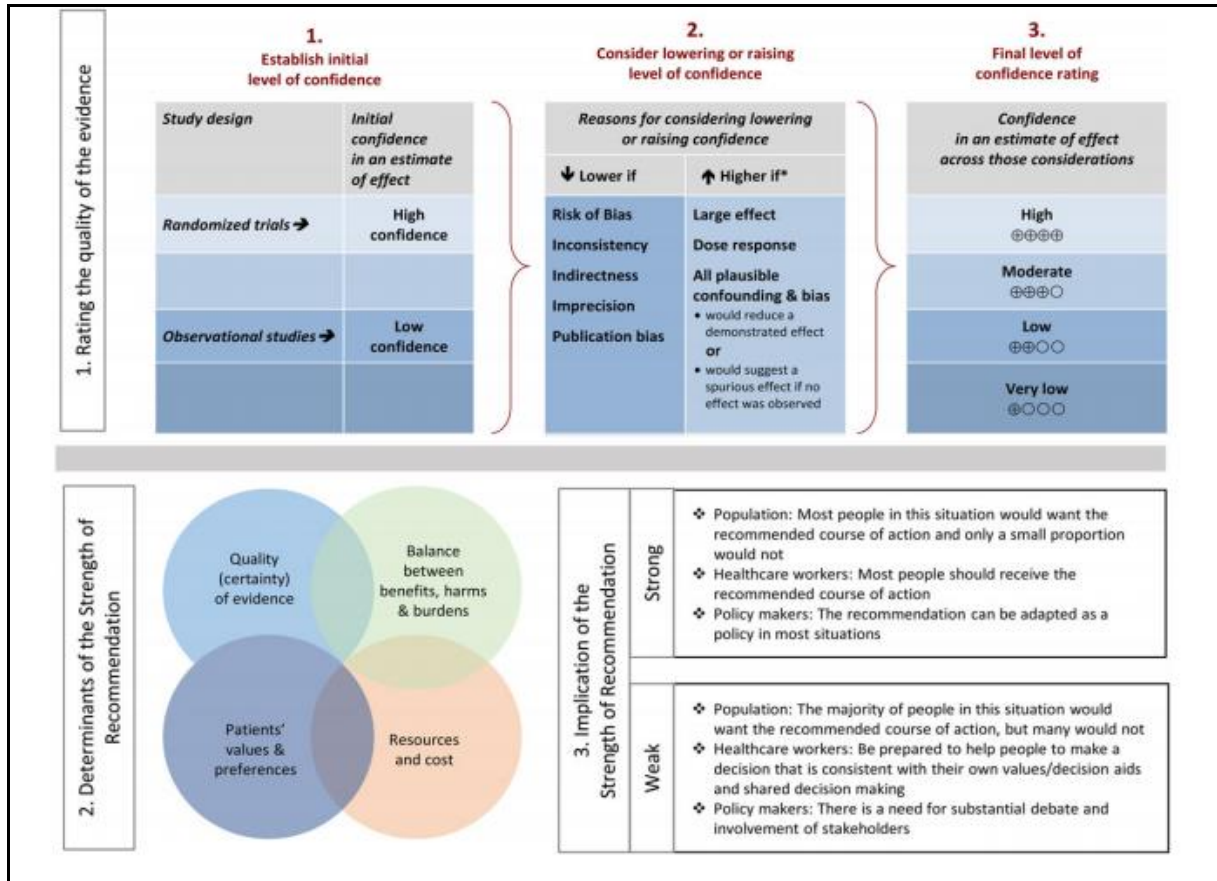 1. Rating the quality of the evidence
1.
Establish initial
level of confidence
Study design
Initial
confidence
in an estimate
of effect
Randomized trials ➔
High
confidence
Observational studies ➔
Low
confidence
2.
Consider lowering or raising
level of confidence
Reasons for considering lowering
or raising confidence
🡻 Lower if
Risk of Bias
Inconsistency
Indirectness
Imprecision
Publication bias
🡹 Higher if*
Large effect
Dose response
All plausible
confounding & bias
• would reduce a
demonstrated effect
or
• would suggest a
spurious effect if no
effect was observed
3.
Final level of
confidence rating
Confidence
in an estimate of effect
across those considerations
High
⊕⊕⊕⊕
Moderate
⊕⊕⊕○
Low
⊕⊕○○
Very low
⊕○○○
2. Determinants of the Strength of
Recommendation
Quality
(certainty)
of evidence
Balance
between
benefits, harms
& burdens
Patients'
values &
preferences
Resources
and cost
3. Implication of the
Strength of Recommendation
Strong
❖ Population: Most people in this situation would want the
recommended course of action and only a small proportion
would not
❖ Healthcare workers: Most people should receive the
recommended course of action
❖ Policy makers: The recommendation can be adapted as a
policy in most situations
Weak
❖ Population: The majority of people in this situation would
want the recommended course of action, but many would not
❖ Healthcare workers: Be prepared to help people to make a
decision that is consistent with their own values/decision aids
and shared decision making
❖ Policy makers: There is a need for substantial debate and
involvement of stakeholders